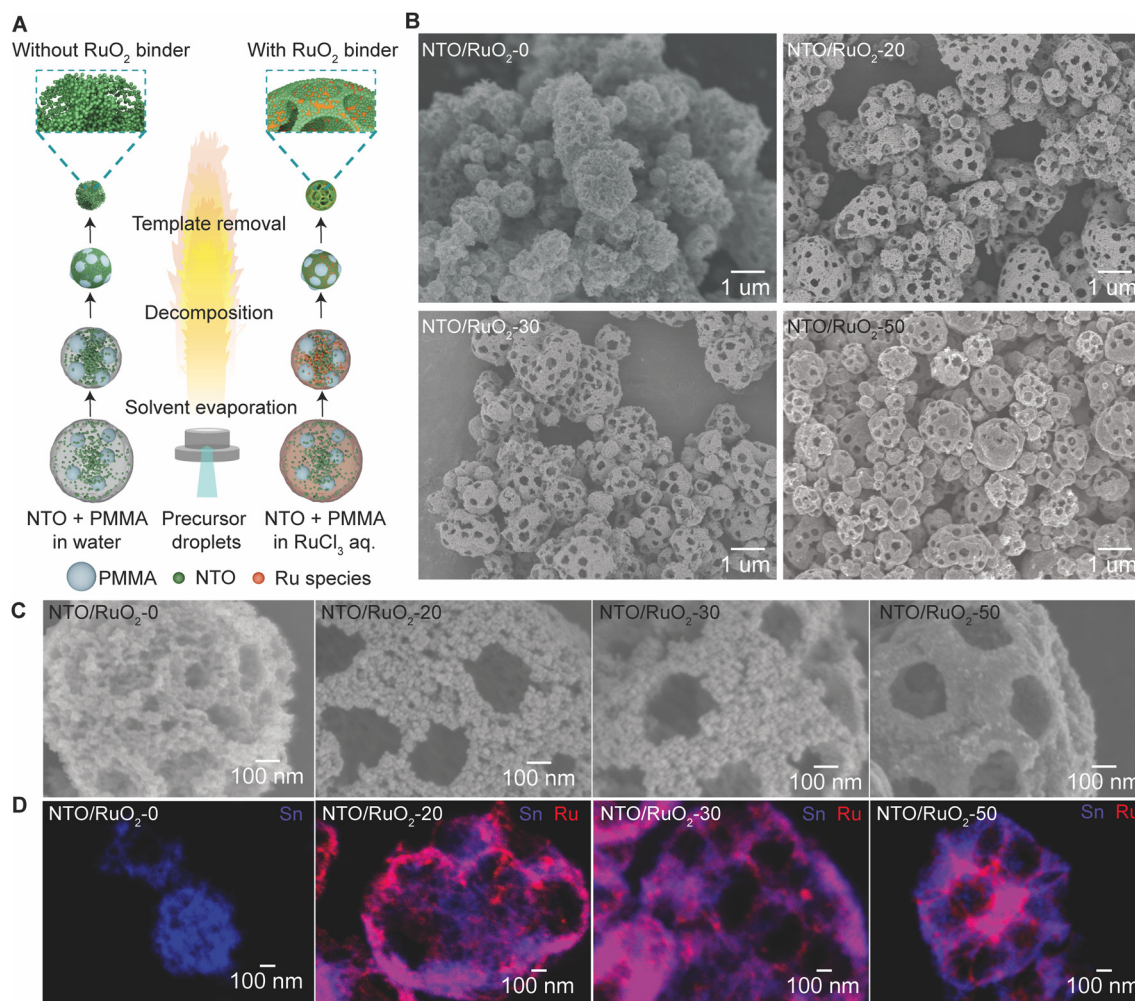 A
Without RuO2 binder
With RuO2 binder
Template removal
Decomposition
Solvent evaporation
NTO + PMMA
in water
Precursor
droplets
NTO + PMMA
in RuCl3 aq.
PMMA
NTO
Ru species
B
NTO/RuO2-0
1 um
NTO/RuO2-20
1 um
NTO/RuO2-30
1 um
NTO/RuO2-50
1 um
C
NTO/RuO2-0
100 nm
NTO/RuO2-20
100 nm
NTO/RuO2-30
100 nm
NTO/RuO2-50
100 nm
D
NTO/RuO2-0
Sn
100 nm
NTO/RuO2-20
Sn Ru
100 nm
NTO/RuO2-30
Sn Ru
100 nm
NTO/RuO2-50
Sn Ru
100 nm